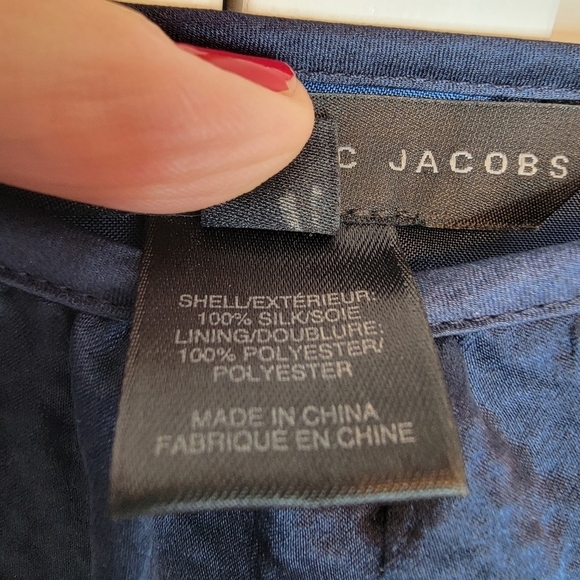 C JACOBS
SHELL/EXTÉRIEUR:
100% SILK/SOIE
LINING/DOUBLURE:
100% POLYESTER/
POLYESTER
MADE IN CHINA
FABRIQUÉ EN CHINE